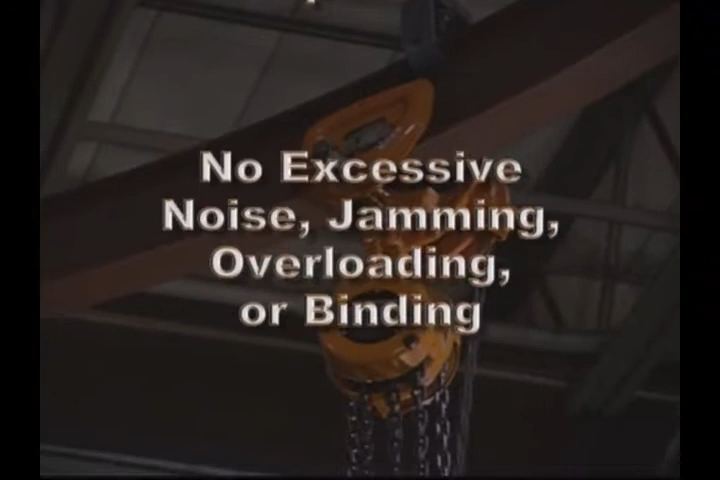 No Excessive
Noise, Jamming,
Overloading,
or Binding